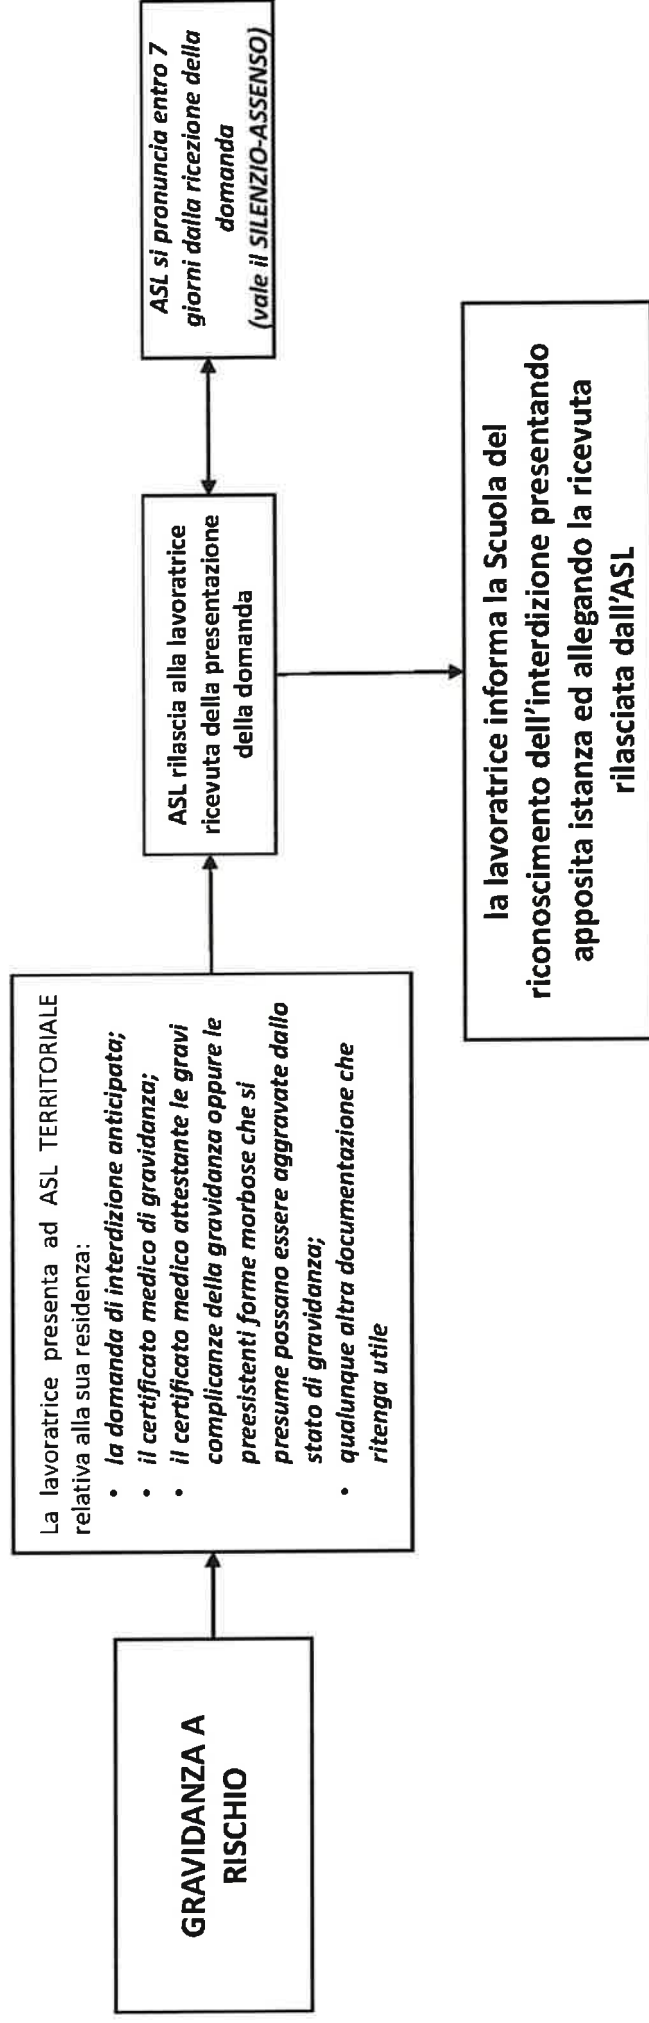 GRAVIDANZA A
RISCHIO
La lavoratrice presenta ad ASL TERRITORIALE
relativa alla sua residenza:
• la domanda di interdizione anticipata;
• il certificato medico di gravidanza;
• il certificato medico attestante le gravi
complicanze della gravidanza oppure le
preesistenti forme morbose che si
presume possano essere aggravate dallo
stato di gravidanza;
• qualunque altra documentazione che
ritenga utile
ASL rilascia alla lavoratrice
ricevuta della presentazione
della domanda
ASL si pronuncia entro 7
giorni dalla ricezione della
domanda
(vale il SILENZIO-ASSENSO)
la lavoratrice informa la Scuola del
riconoscimento dell'interdizione presentando
apposita istanza ed allegando la ricevuta
rilasciata dall'ASL